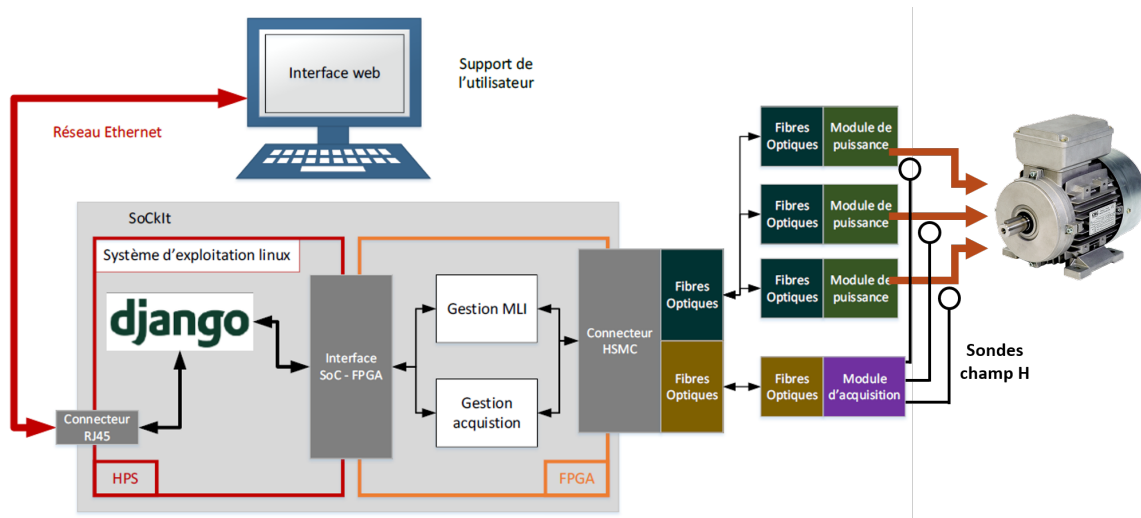 Interface web
Support de
l'utilisateur
Réseau Ethernet
SoCkIt
Système d'exploitation linux
django
Connecteur
RJ45
HPS
Interface
SoC - FPGA
Gestion MLI
Gestion
acquistion
FPGA
Connecteur
HSMC
Fibres
Optiques
Fibres
Optiques
Fibres
Optiques
Module de
puissance
Fibres
Optiques
Module de
puissance
Fibres
Optiques
Module de
puissance
Fibres
Optiques
Module
d'acquisition
Sondes
champ H